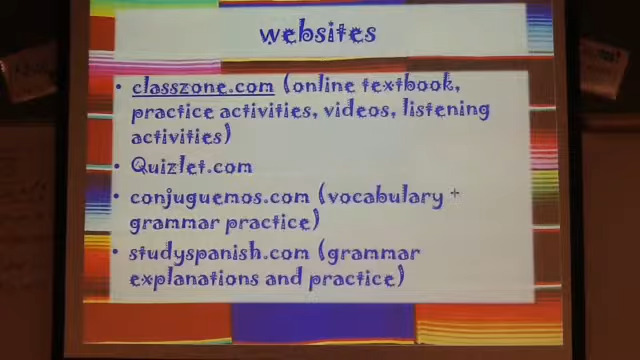 websites
• classzone.com (online textbook,
practice activities, videos, listening
activities)
• Quizlet.com
• conjuguemos.com (vocabulary +
grammar practice)
• studyspanish.com (grammar
explanations and practice)